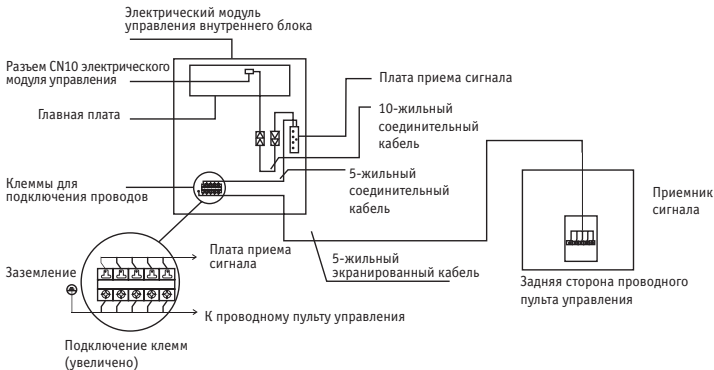 Электрический модуль
управления внутреннего блока
Разъем CN10 электрического
модуля управления
Главная плата
Плата приема сигнала
10-жильный
соединительный
кабель
5-жильный
соединительный
кабель
Клеммы для
подключения проводов
Приемник
сигнала
Плата приема
сигнала
Заземление
5-жильный
экранированный кабель
Задняя сторона проводного
пульта управления
К проводному пульту управления
Подключение клемм
(увеличено)